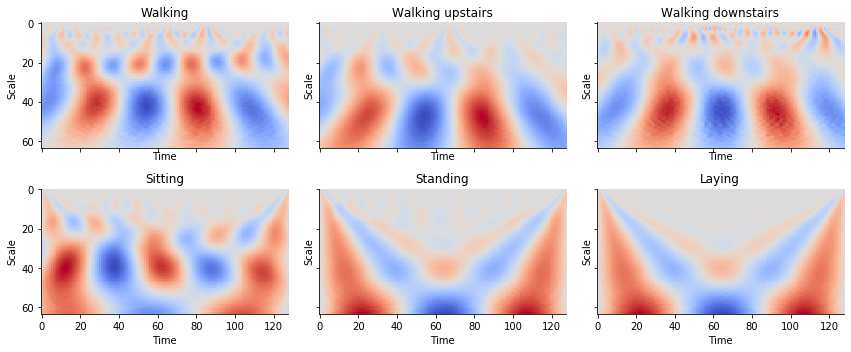 Walking
Walking upstairs
Walking downstairs
0
20
40
60
Scale
Scale
Scale
Time
Time
Time
Sitting
Standing
Laying
0
20
40
60
Scale
Scale
Scale
0 20 40 60 80 100 120
0 20 40 60 80 100 120
0 20 40 60 80 100 120
Time
Time
Time